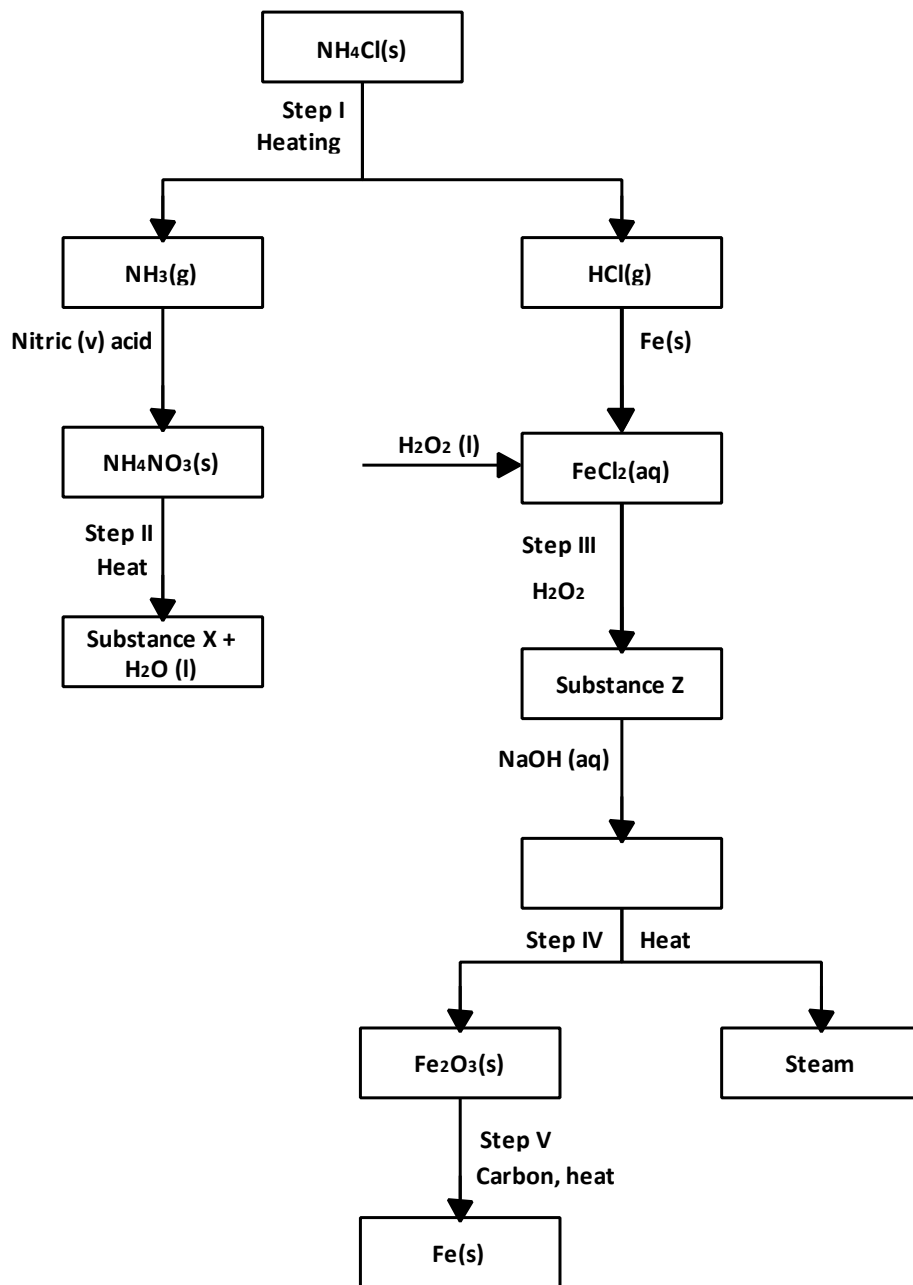 NH₄Cl(s)
Step I
Heating
NH₃(g)
HCl(g)
Nitric (v) acid
Fe(s)
NH₄NO₃(s)
H₂O₂ (l)
FeCl₂(aq)
Step II
Heat
Step III
H₂O₂
Substance X +
H₂O (l)
Substance Z
NaOH (aq)
Step IV
Heat
Fe₂O₃(s)
Steam
Step V
Carbon, heat
Fe(s)